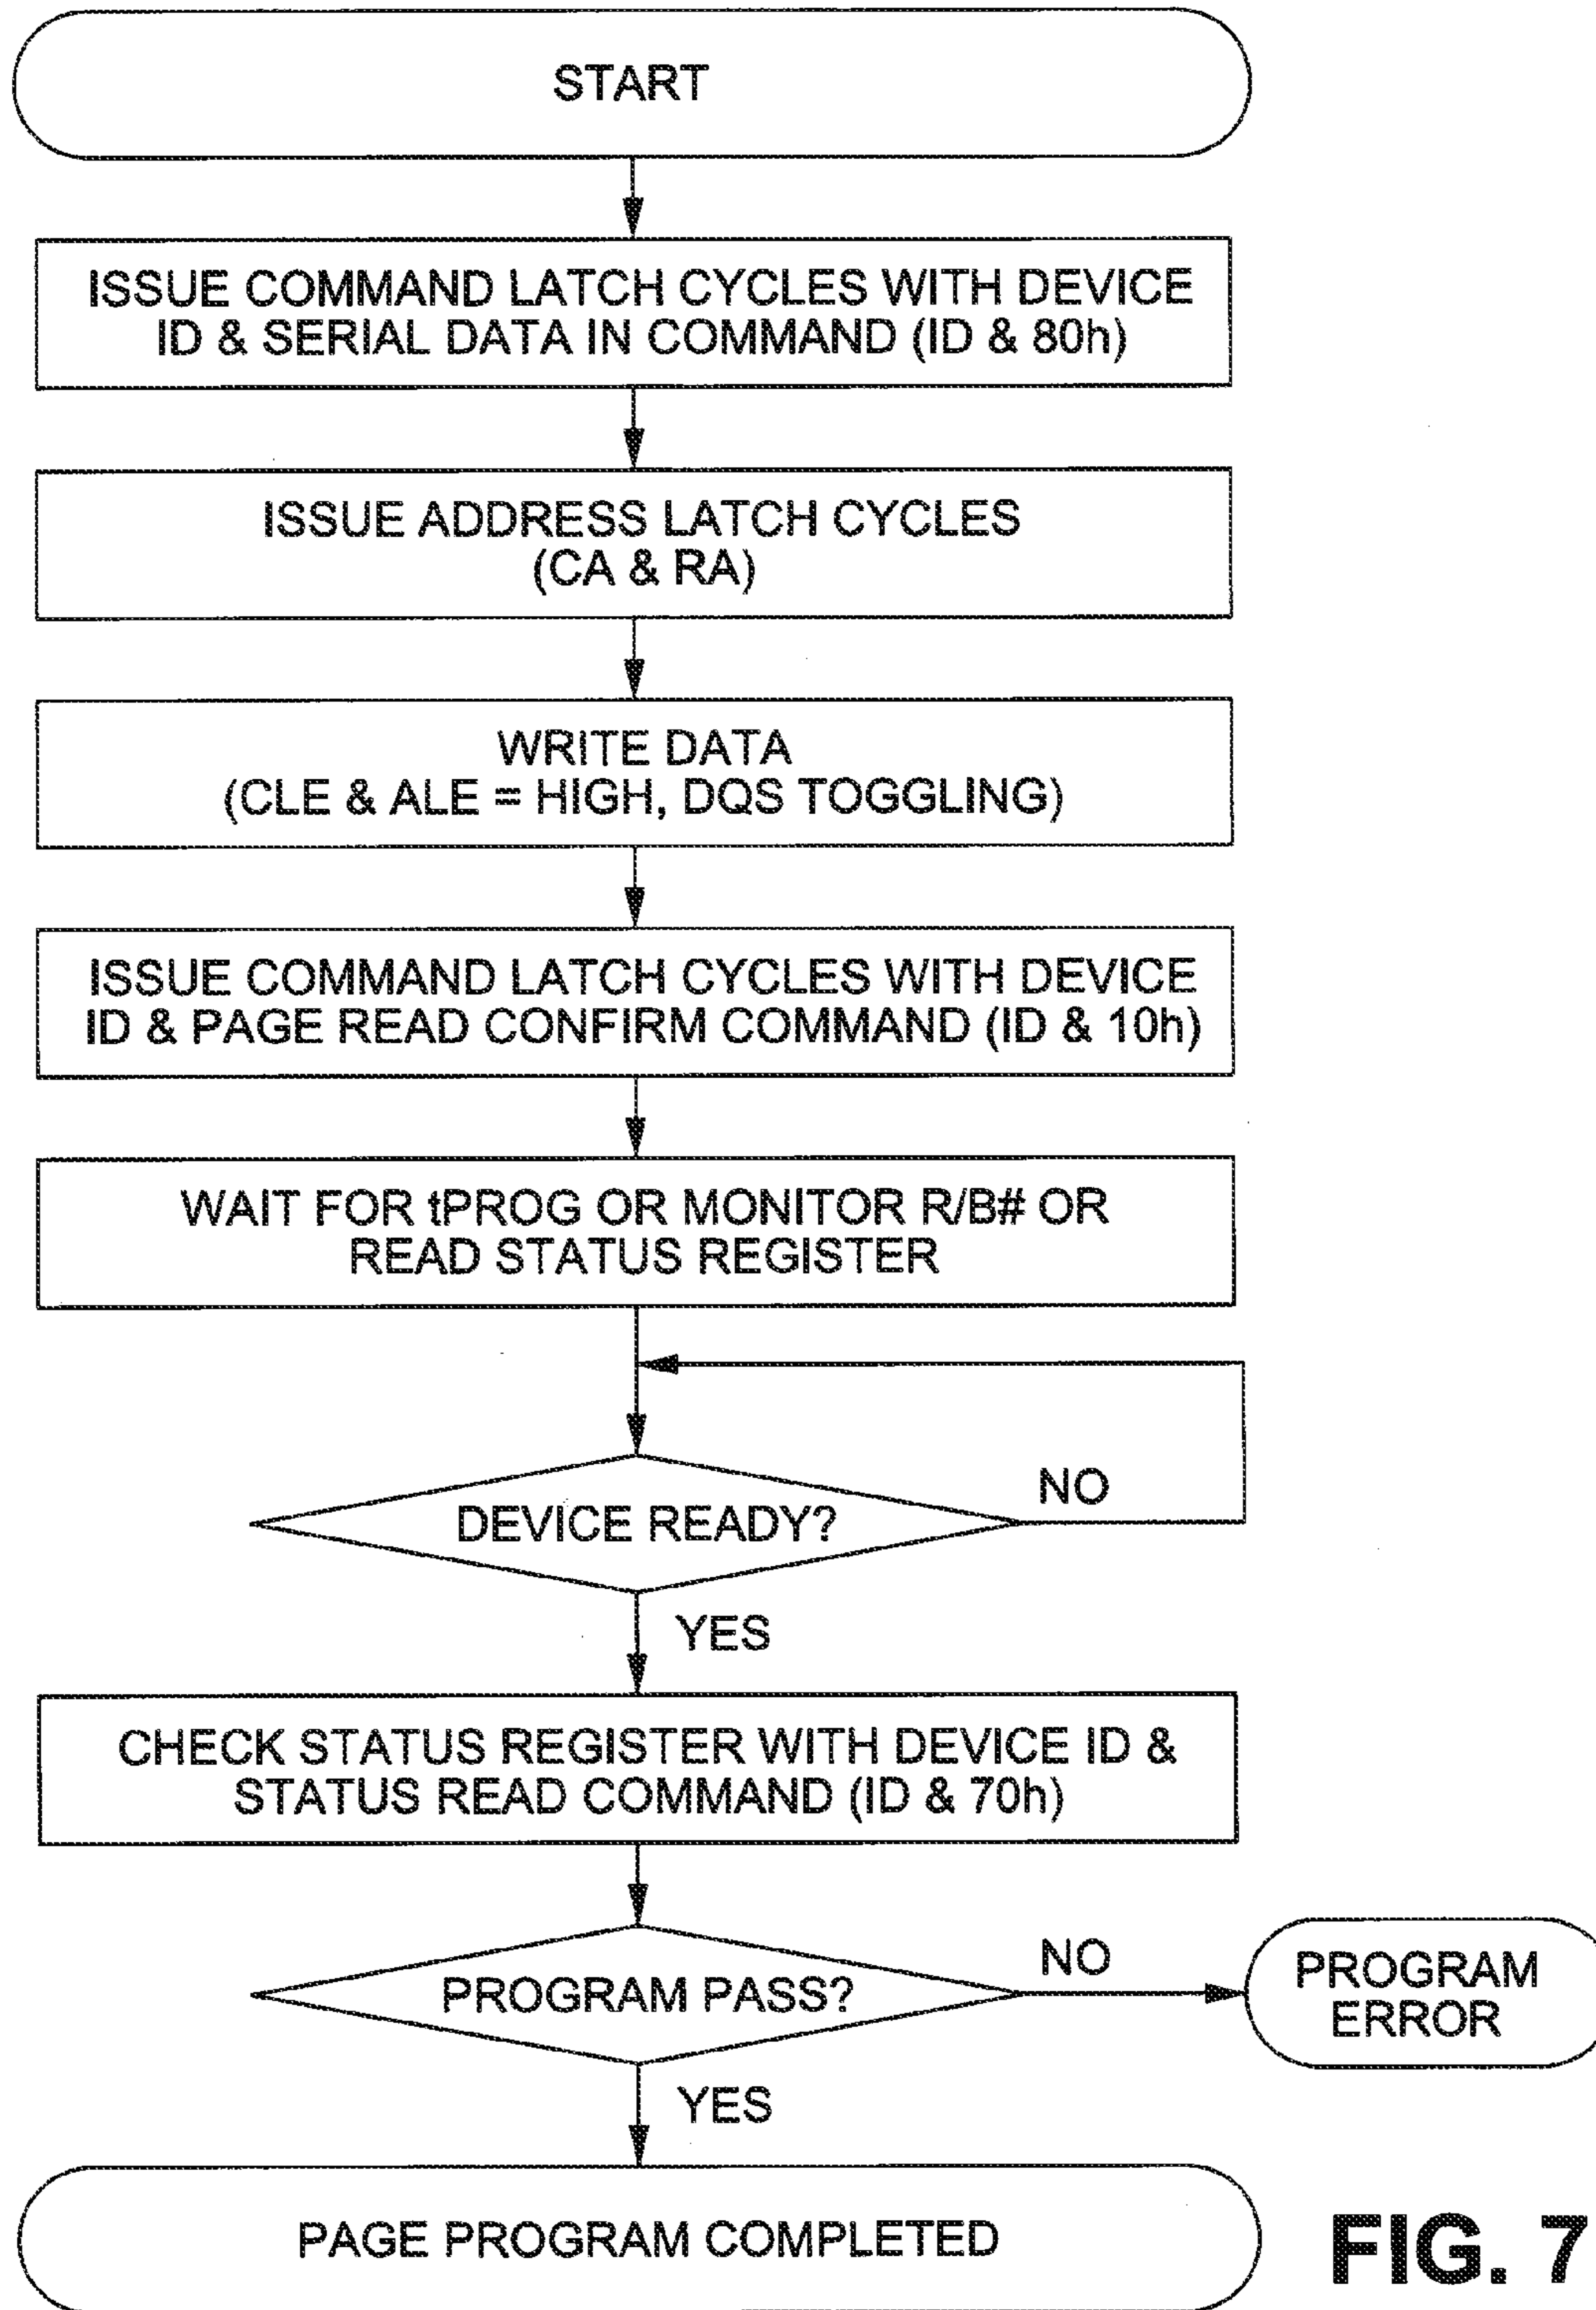 START
ISSUE COMMAND LATCH CYCLES WITH DEVICE
ID & SERIAL DATA IN COMMAND (ID & 80h)
ISSUE ADDRESS LATCH CYCLES
(CA & RA)
WRITE DATA
(CLE & ALE = HIGH, DQS TOGGLING)
ISSUE COMMAND LATCH CYCLES WITH DEVICE
ID & PAGE READ CONFIRM COMMAND (ID & 10h)
WAIT FOR tPROG OR MONITOR R/B# OR
READ STATUS REGISTER
DEVICE READY?
NO
YES
CHECK STATUS REGISTER WITH DEVICE ID &
STATUS READ COMMAND (ID & 70h)
PROGRAM PASS?
NO
PROGRAM
ERROR
YES
PAGE PROGRAM COMPLETED
FIG. 7